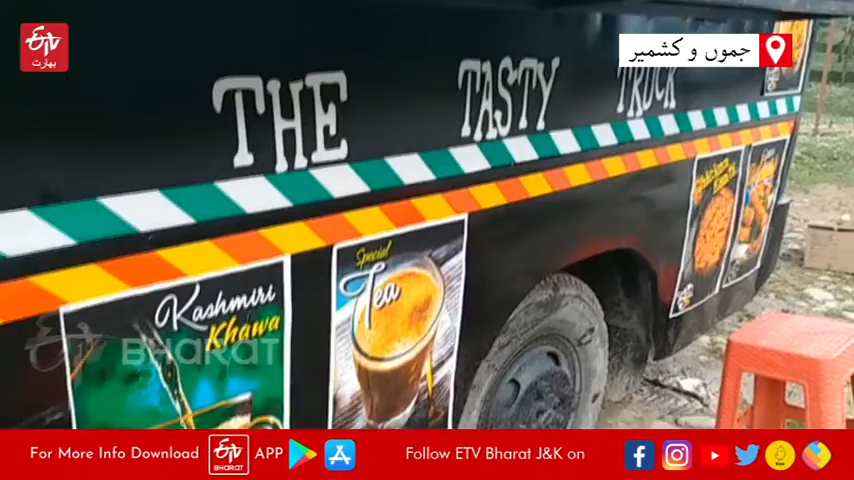 ETV
بھارت
جموں و کشمیر
THE TASTY TRUCK
Kashmiri
Khawa
Special
Tea
ETV BHARAT
For More Info Download ETV BHARAT APP
Follow ETV Bharat J&K on